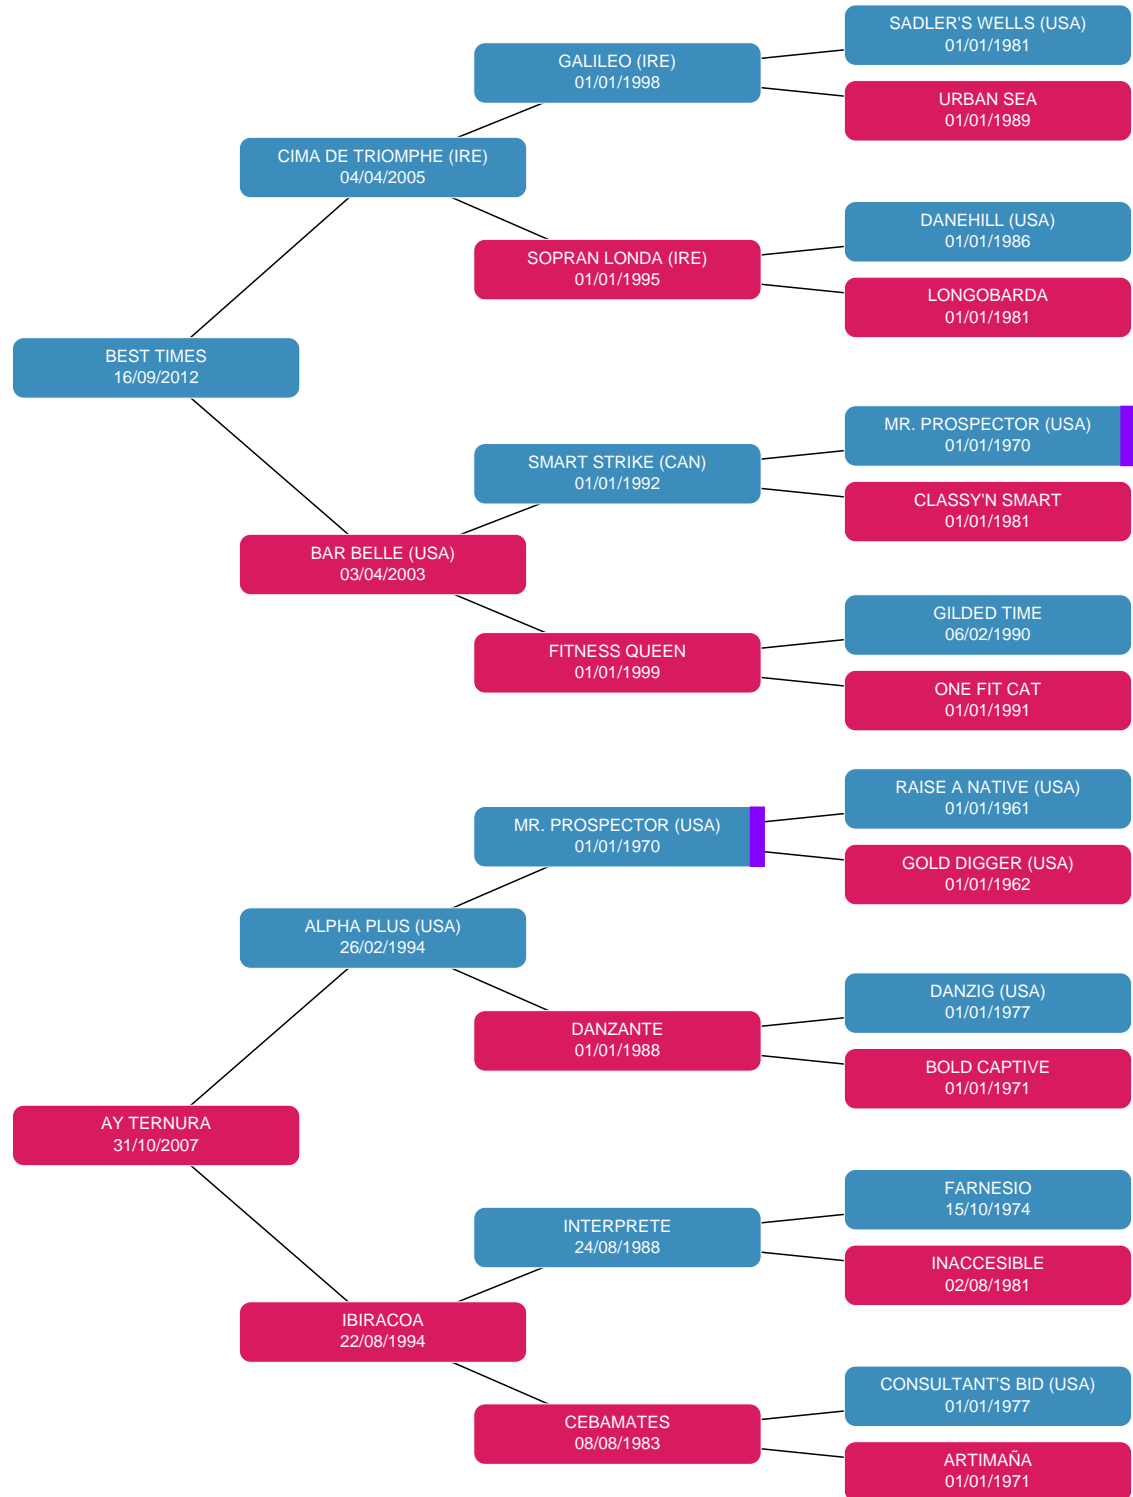 SADLER'S WELLS (USA)
01/01/1981
GALILEO (IRE)
01/01/1998
URBAN SEA
01/01/1989
CIMA DE TRIOMPHE (IRE)
04/04/2005
DANEHILL (USA)
01/01/1986
SOPRAN LONDA (IRE)
01/01/1995
LONGOBARDA
01/01/1981
BEST TIMES
16/09/2012
MR. PROSPECTOR (USA)
01/01/1970
SMART STRIKE (CAN)
01/01/1992
CLASSY'N SMART
01/01/1981
BAR BELLE (USA)
03/04/2003
GILDED TIME
06/02/1990
FITNESS QUEEN
01/01/1999
ONE FIT CAT
01/01/1991
RAISE A NATIVE (USA)
01/01/1961
MR. PROSPECTOR (USA)
01/01/1970
GOLD DIGGER (USA)
01/01/1962
ALPHA PLUS (USA)
26/02/1994
DANZIG (USA)
01/01/1977
DANZANTE
01/01/1988
BOLD CAPTIVE
01/01/1971
AY TERNURA
31/10/2007
FARNESIO
15/10/1974
INTERPRETE
24/08/1988
INACCESIBLE
02/08/1981
IBIRACOA
22/08/1994
CONSULTANT'S BID (USA)
01/01/1977
CEBAMATES
08/08/1983
ARTIMAÑA
01/01/1971